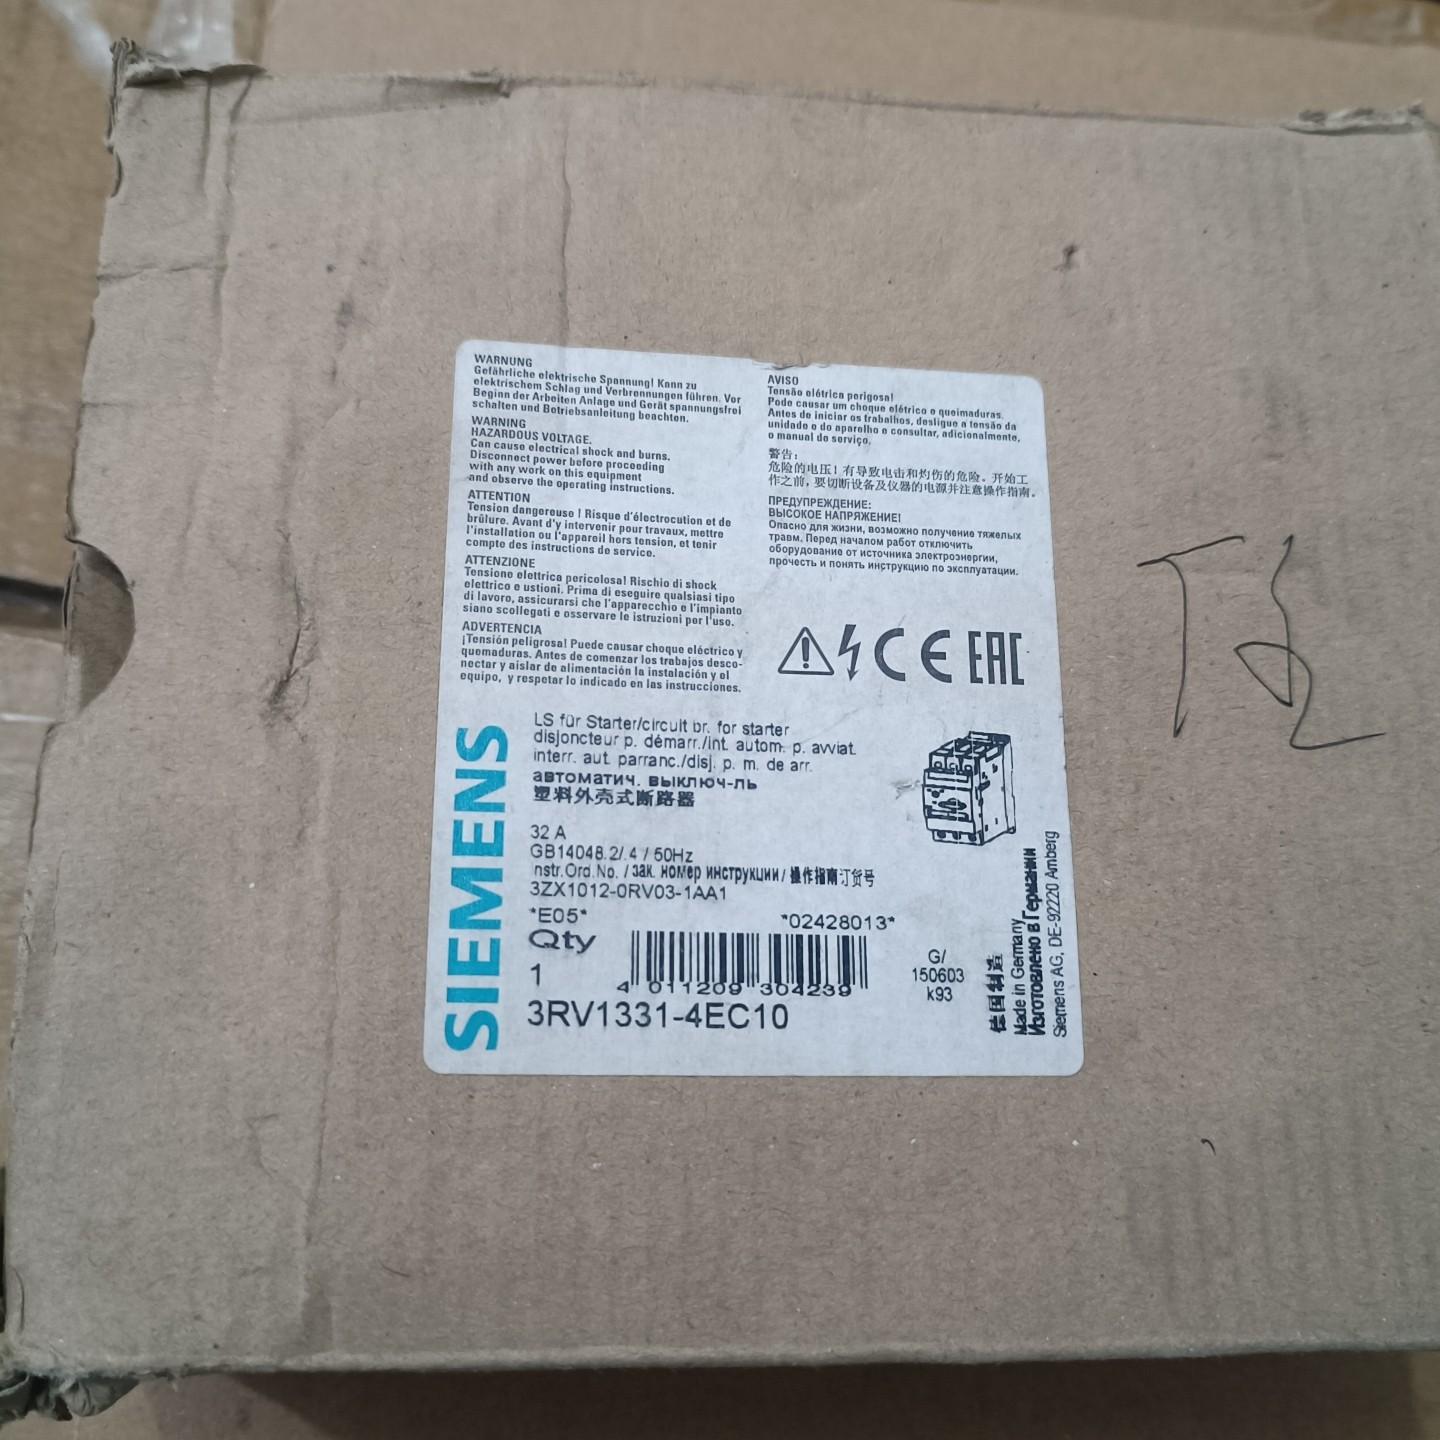 WARNUNG
Gefährliche elektrische Spannung! Kann zu
elektrischem Schlag und Verbrennungen führen. Vor
Beginn der Arbeiten Anlage und Gerät spannungsfrei
schalten und Betriebsanleitung beachten.
WARNING
HAZARDOUS VOLTAGE.
Can cause electrical shock and burns.
Disconnect power before proceeding
with any work on this equipment
and observe the operating instructions.
ATTENTION
Tension dangereuse ! Risque d'électrocution et de
brûlure. Avant d'y intervenir pour travaux, mettre
l'installation ou l'appareil hors tension, et tenir
compte des instructions de service.
ATTENZIONE
Tensione elettrica pericolosa! Rischio di shock
elettrico e ustioni. Prima di eseguire qualsiasi tipo
di lavoro, assicurarsi che l'apparecchio e l'impianto
siano scollegati e osservare le istruzioni per l'uso.
ADVERTENCIA
¡Tensión peligrosa! Puede causar choque eléctrico y
quemaduras. Antes de comenzar los trabajos desco-
nectar y aislar de alimentación la instalación y el
equipo, y respetar lo indicado en las instrucciones.
AVISO
Tensão elétrica perigosa!
Pode causar um choque elétrico e queimaduras.
Antes de iniciar os trabalhos, desligue a tensão da
unidade e do aparelho e consultar, adicionalmente,
o manual de serviço.
警告:
危险的电压！有导致电击和灼伤的危险。开始工
作之前,要切断设备及仪器的电源并注意操作指南。
ПРЕДУПРЕЖДЕНИЕ:
ВЫСОКОЕ НАПРЯЖЕНИЕ!
Опасно для жизни, возможно получение тяжелых
травм. Перед началом работ отключить
оборудование от источника электроэнергии,
прочесть и понять инструкцию по эксплуатации.
CE EAC
SIEMENS
LS für Starter/circuit br. for starter
disjoncteur p. démarr./int. autom. p. avviat.
interr. aut. parranc./disj. p. m. de arr.
автоматич. выключ-ль
塑料外壳式断路器
32 A
GB14048.2/.4 / 50Hz
nstr.Ord.No. / зак. номер инструкции / 操作指南订货号
3ZX1012-0RV03-1AA1
*E05*
*02428013*
Qty
1
4 011209 304239
3RV1331-4EC10
G/
150603
k93
德国制造
Made in Germany
Изготовлено в Германии
Siemens AG, DE-92220 Amberg